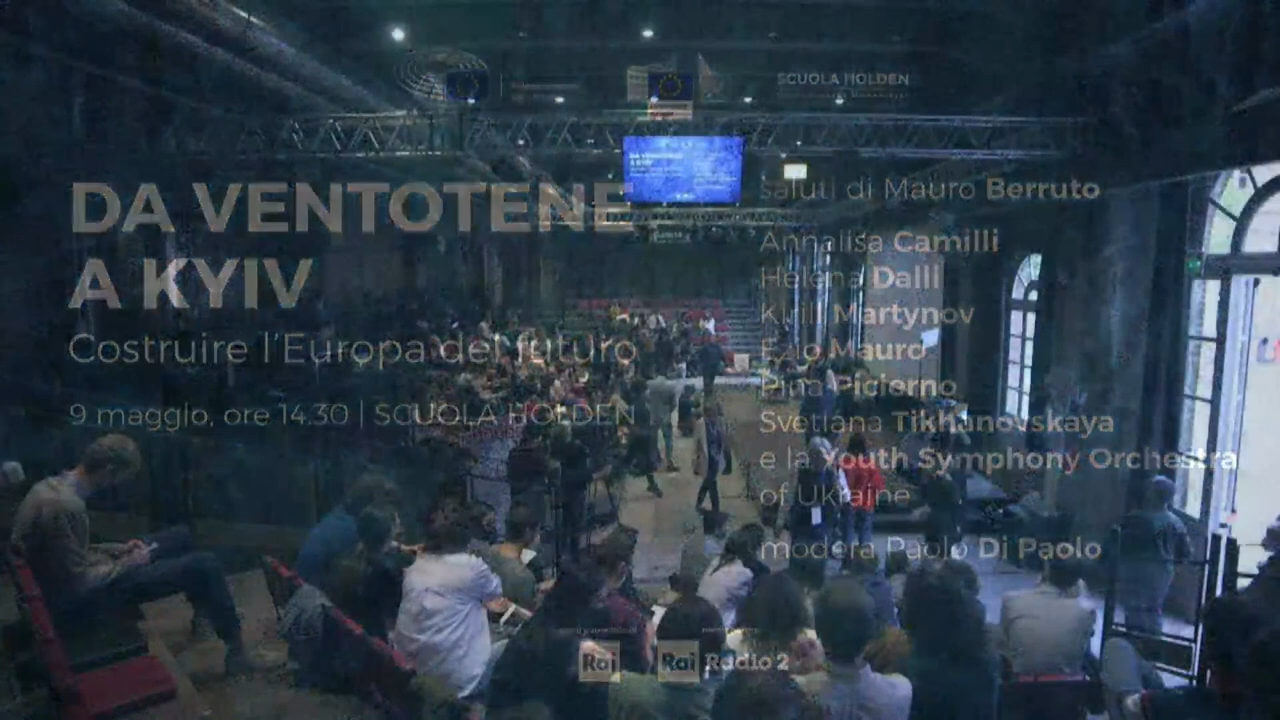 SCUOLA HOLDEN
DA VENTOTENE
A KYIV
Costruire l'Europa del futuro
9 maggio, ore 14.30 | SCUOLA HOLDEN
saluti di Mauro Berruto
Annalisa Camilli
Helena Dalli
Kirill Martynov
Ezio Mauro
Pina Picierno
Svetlana Tikhanovskaya
e la Youth Symphony Orchestra
of Ukraine
modera Paolo Di Paolo
Rai
Rai Radio 2